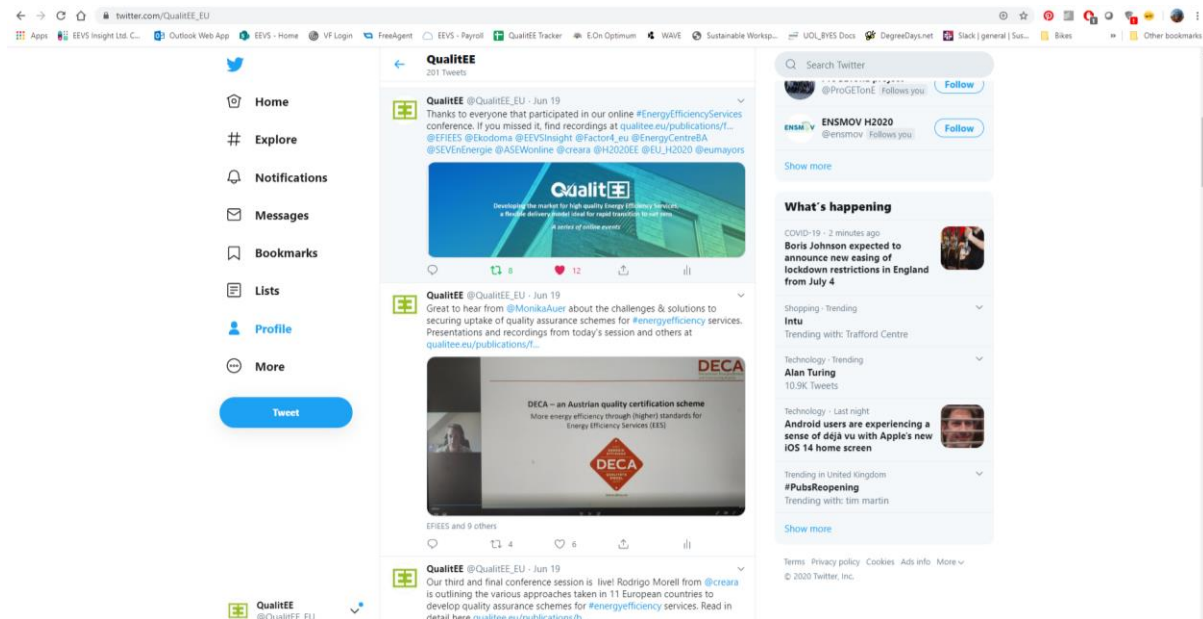 twitter.com/QualitEE_EU
Apps EEVS Insight Ltd. C... Outlook Web App EEVS - Home VF Login FreeAgent EEVS - Payroll QualitEE Tracker E.On Optimum WAVE Sustainable Worksp... UOL_BYES Docs DegreeDays.net Slack | general | Sus... Bikes » Other bookmarks
Home
Explore
Notifications
Messages
Bookmarks
Lists
Profile
More
Tweet
QualitEE
@QualitEE_EU
QualitEE
201 Tweets
QualitEE @QualitEE_EU · Jun 19
Thanks to everyone that participated in our online #EnergyEfficiencyServices
conference. If you missed it, find recordings at qualitee.eu/publications/f...
@EFIEES @Ekodoma @EEVSInsight @Factor4_eu @EnergyCentreBA
@SEVEnEnergie @ASEWonline @creara @H2020EE @EU_H2020 @eumayors
QualitEE
Developing the market for high quality Energy Efficiency Services,
a flexible delivery model ideal for rapid transition to net zero
A series of online events
8 12
QualitEE @QualitEE_EU · Jun 19
Great to hear from @MonikaAuer about the challenges & solutions to
securing uptake of quality assurance schemes for #energyefficiency services.
Presentations and recordings from today's session and others at
qualitee.eu/publications/f...
DECA
DECA – an Austrian quality certification scheme
More energy efficiency through (higher) standards for
Energy Efficiency Services (EES)
DECA
EFIEES and 9 others
4 6
QualitEE @QualitEE_EU · Jun 19
Our third and final conference session is live! Rodrigo Morell from @creara
is outlining the various approaches taken in 11 European countries to
develop quality assurance schemes for #energyefficiency services. Read in
detail here qualitee.eu/publications/b...
Search Twitter
ProGETonE project
@ProGETonE Follows you
Follow
ENSMOV
ENSMOV H2020
@ensmov Follows you
Follow
Show more
What's happening
COVID-19 · 2 minutes ago
Boris Johnson expected to
announce new easing of
lockdown restrictions in England
from July 4
Shopping · Trending
Intu
Trending with: Trafford Centre
Technology · Trending
Alan Turing
10.9K Tweets
Technology · Last night
Android users are experiencing a
sense of déjà vu with Apple's new
iOS 14 home screen
Trending in United Kingdom
#PubsReopening
Trending with: tim martin
Show more
Terms Privacy policy Cookies Ads info More
© 2020 Twitter, Inc.